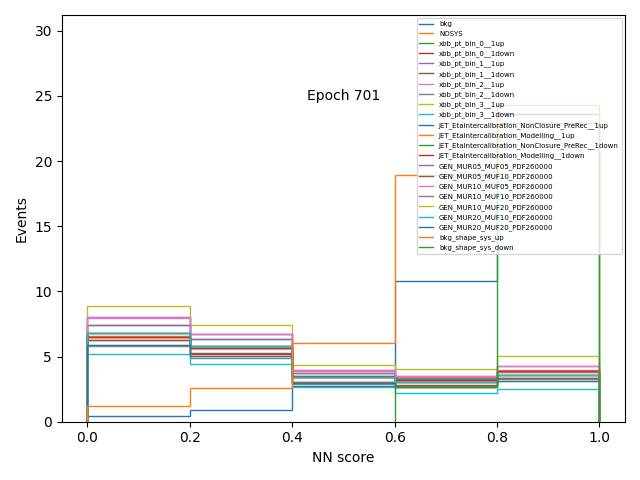 bkg
NOSYS
xbb_pt_bin_0__1up
xbb_pt_bin_0__1down
xbb_pt_bin_1__1up
xbb_pt_bin_1__1down
xbb_pt_bin_2__1up
xbb_pt_bin_2__1down
xbb_pt_bin_3__1up
xbb_pt_bin_3__1down
JET_EtaIntercalibration_NonClosure_PreRec__1up
JET_EtaIntercalibration_Modelling__1up
JET_EtaIntercalibration_NonClosure_PreRec__1down
JET_EtaIntercalibration_Modelling__1down
GEN_MUR05_MUF05_PDF260000
GEN_MUR05_MUF10_PDF260000
GEN_MUR10_MUF05_PDF260000
GEN_MUR10_MUF10_PDF260000
GEN_MUR10_MUF20_PDF260000
GEN_MUR20_MUF10_PDF260000
GEN_MUR20_MUF20_PDF260000
bkg_shape_sys_up
bkg_shape_sys_down
Epoch 701
30
25
20
15
10
5
0
Events
0.0 0.2 0.4 0.6 0.8 1.0
NN score